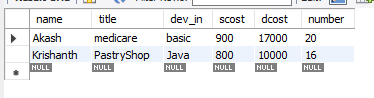 name title dev_in scost dcost number
Akash medicare basic 900 17000 20
Krishanth PastryShop Java 800 10000 16
NULL NULL NULL NULL NULL NULL